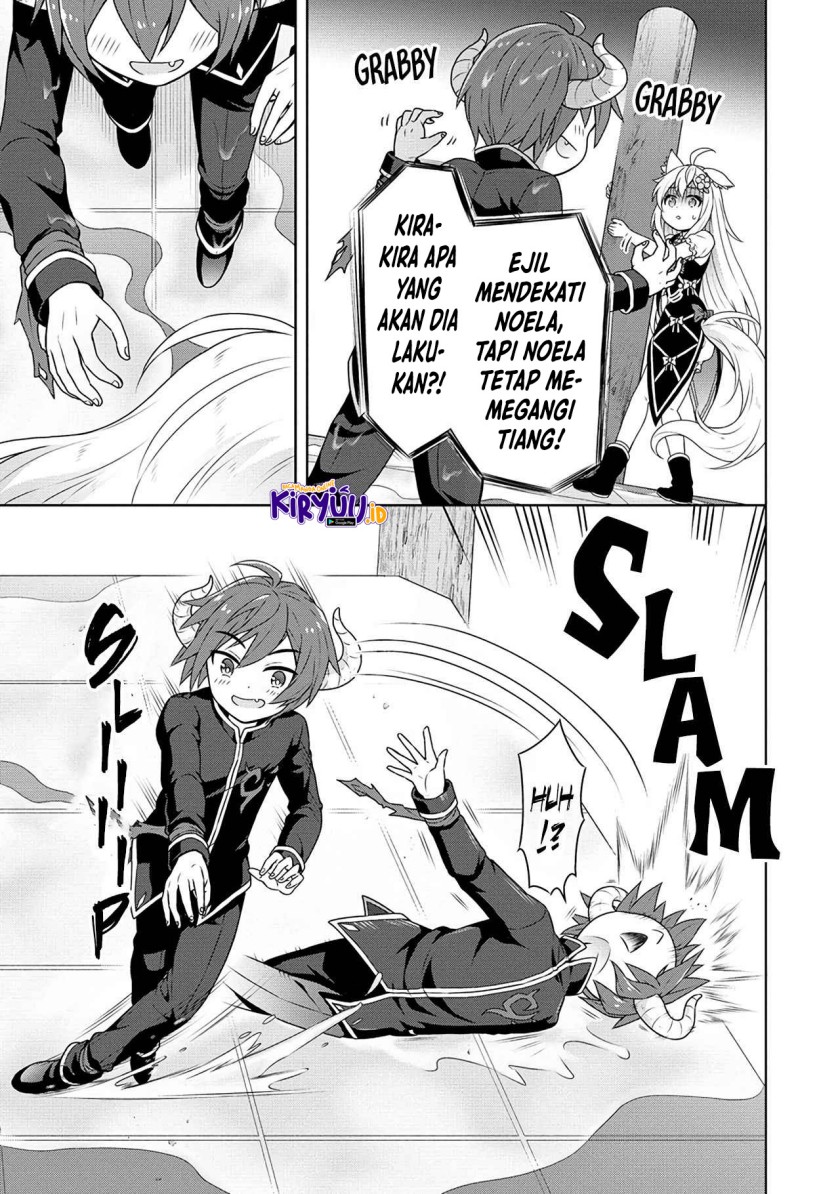 GRABBY
GRABBY
EJIL
MENDEKATI
NOELA,
TAPI NOELA
TETAP ME-
MEGANGI
TIANG!
KIRA-
KIRA APA
YANG
AKAN DIA
LAKU-
KAN?!
KIRYUU.ID
SLAM
HUH
!?
SLIIIP